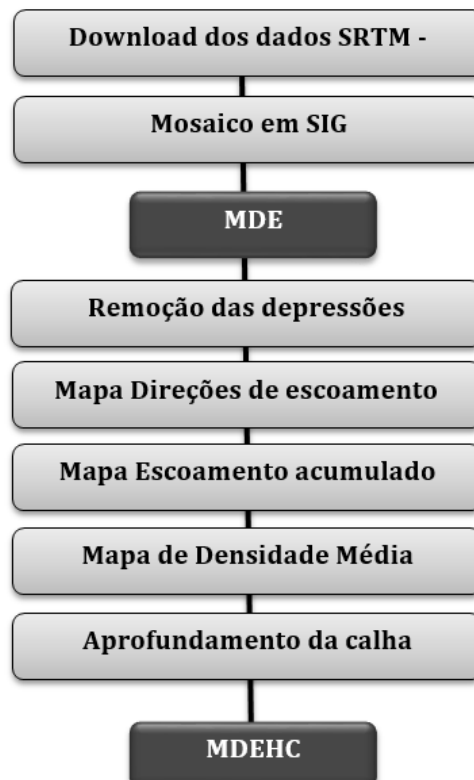 Download dos dados SRTM -
Mosaico em SIG
MDE
Remoção das depressões
Mapa Direções de escoamento
Mapa Escoamento acumulado
Mapa de Densidade Média
Aprofundamento da calha
MDEHC